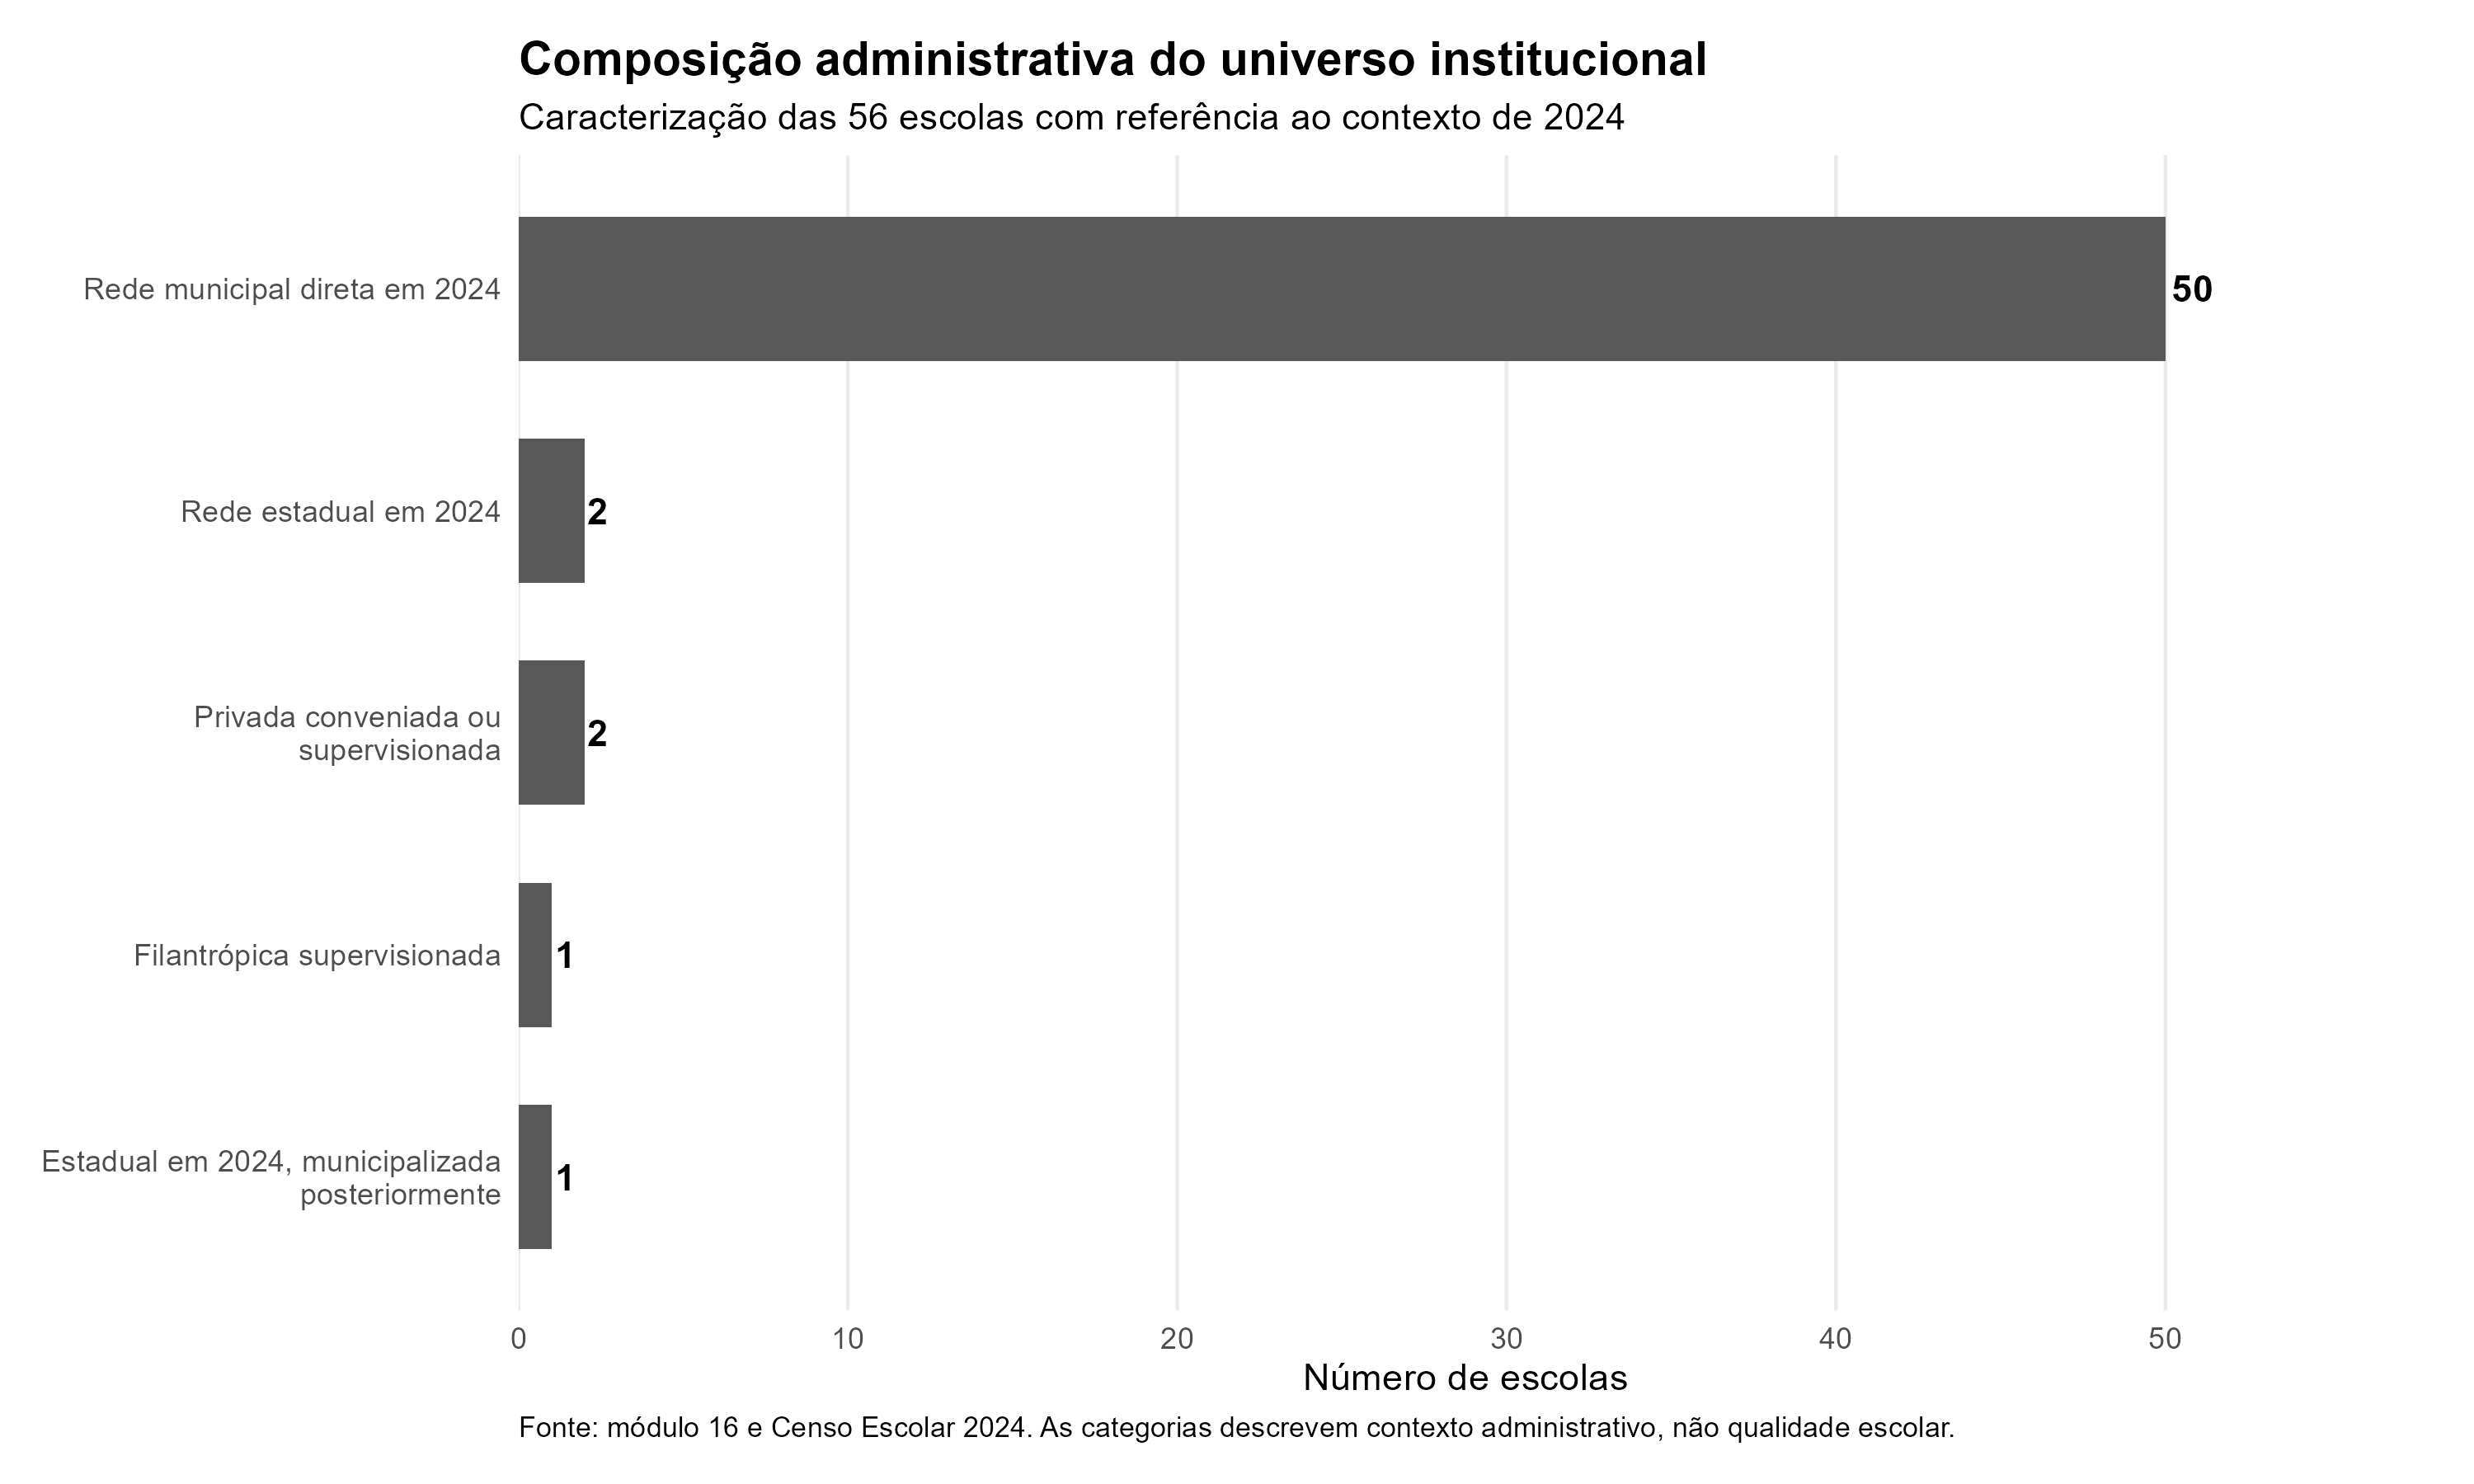 Composição administrativa do universo institucional
Caracterização das 56 escolas com referência ao contexto de 2024
Rede municipal direta em 2024
50
Rede estadual em 2024
2
Privada conveniada ou
supervisionada
2
Filantrópica supervisionada
1
Estadual em 2024, municipalizada
posteriormente
1
0 10 20 30 40 50
Número de escolas
Fonte: módulo 16 e Censo Escolar 2024. As categorias descrevem contexto administrativo, não qualidade escolar.